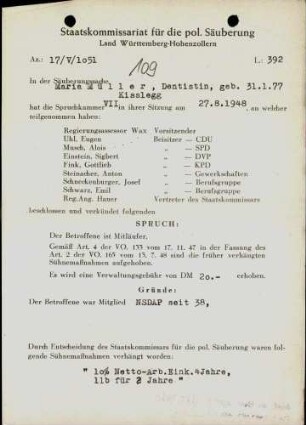 Staatskommissariat für die pol. Säuberung
Land Württemberg-Hohenzollern
Az.: 17/V/1o51
L.: 392
109
In der Säuberungssache
Maria M ü l l e r , Dentistin, geb. 31.1.77
Kisslegg
hat die Spruchkammer VII in ihrer Sitzung am 27.8.1948 , an welcher
teilgenommen haben:
Regierungsassessor Wax Vorsitzender
Ukl, Eugen Beisitzer — CDU
Musch, Alois „ — SPD
Einstein, Sigbert „ — DVP
Fink, Gottlieb „ — KPD
Steinacher, Anton „ — Gewerkschaften
Schneckenburger, Josef „ — Berufsgruppe
Schwarz, Emil „ — Berufsgruppe
Reg.Ang. Hauer Vertreter des Staatskommissars
beschlossen und verkündet folgenden
SPRUCH:
Der Betroffene ist Mitläufer.
Gemäß Art. 4 der VO. 133 vom 17. 11. 47 in der Fassung des
Art. 2 der VO. 165 vom 13. 7. 48 sind die früher verhängten
Sühnemaßnahmen aufgehoben.
Es wird eine Verwaltungsgebühr von DM 2o.- erhoben.
Gründe:
Der Betroffene war Mitglied NSDAP seit 38,
Durch Entscheidung des Staatskommissars für die pol. Säuberung waren fol-
gende Sühnemaßnahmen verhängt worden:
" 10% Netto-Arb.Eink. 4Jahre,
11b für 2 Jahre "